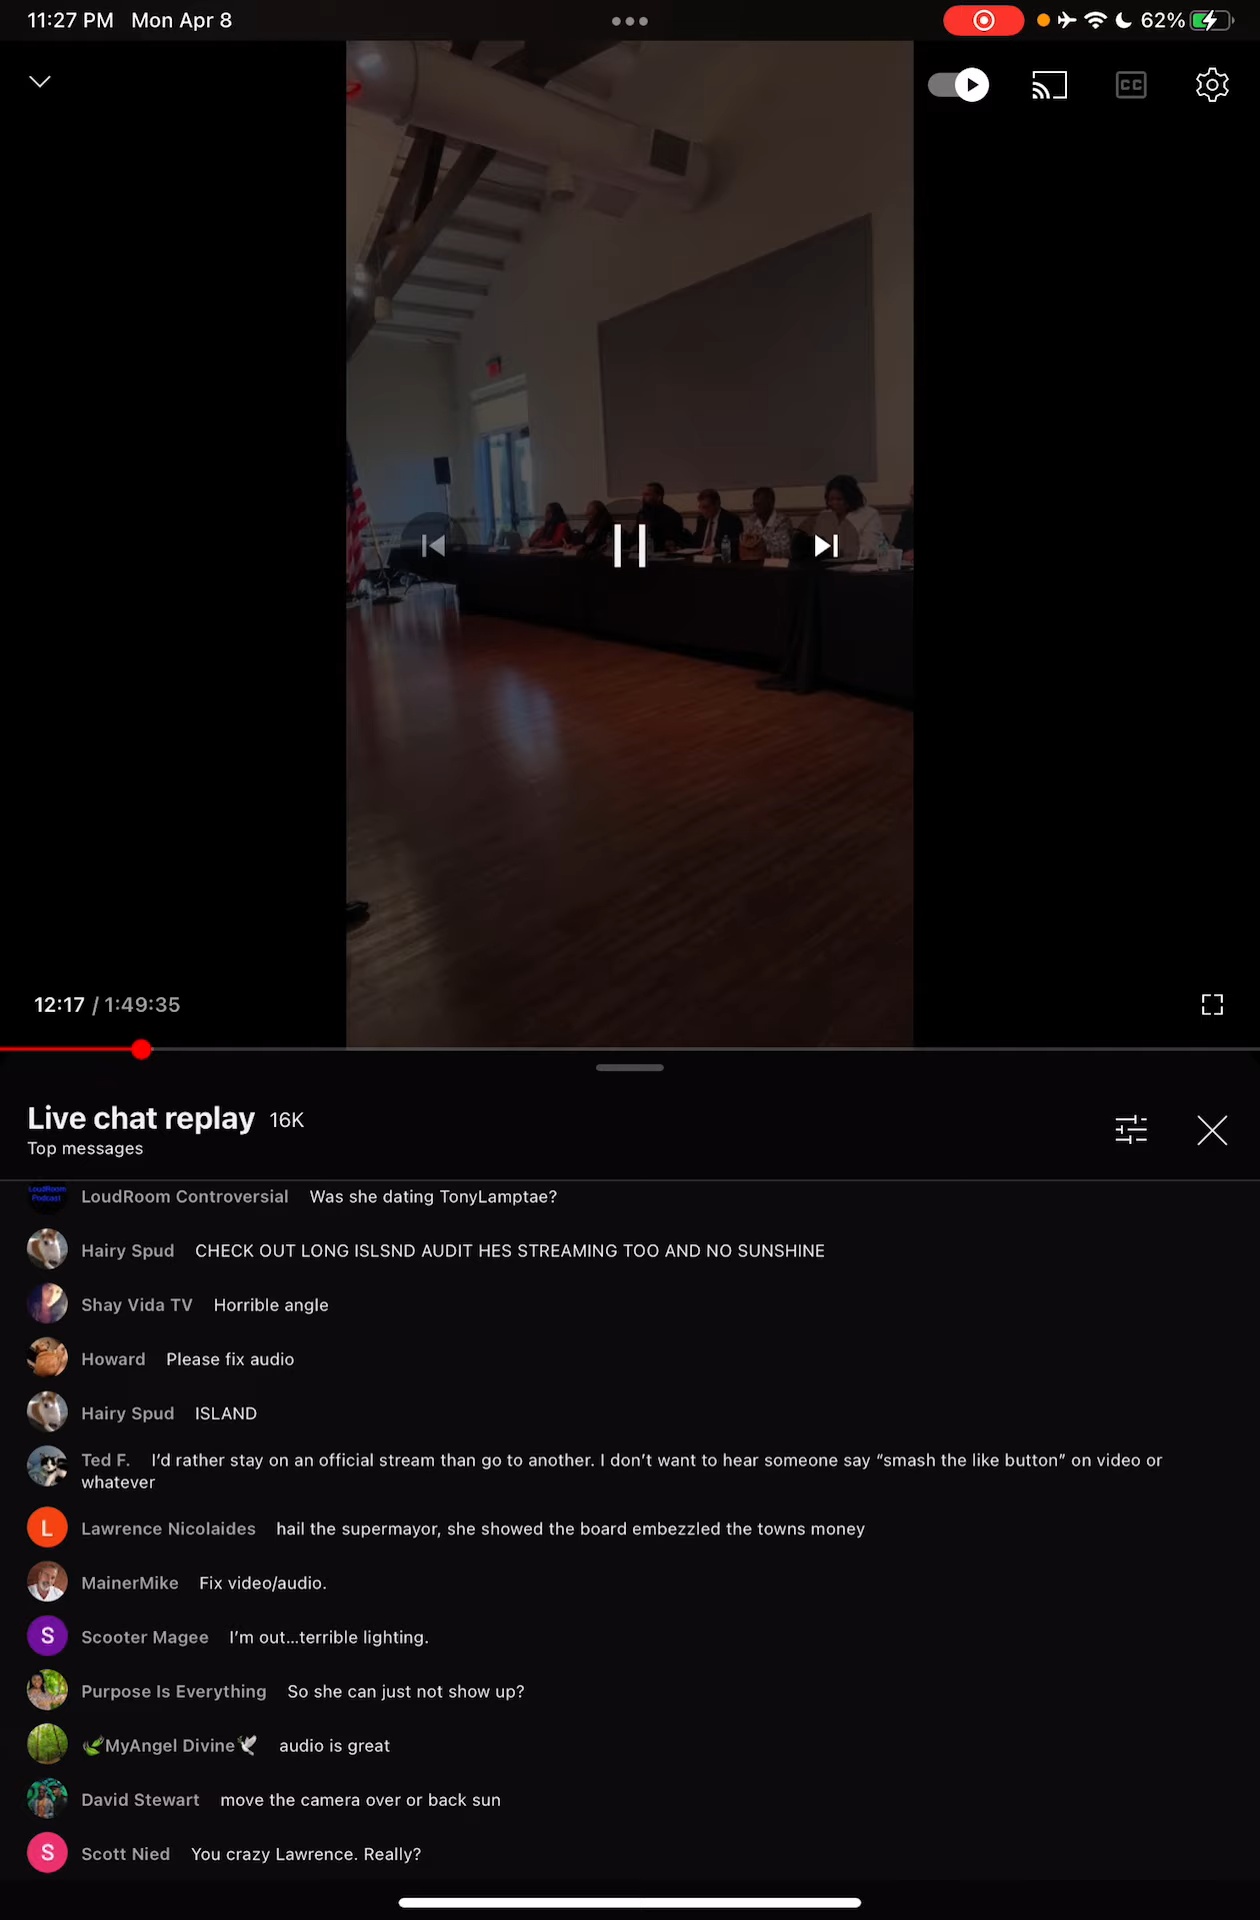 11:27 PM Mon Apr 8
62%
CC
12:17 / 1:49:35
Live chat replay 16K
Top messages
LoudRoom
Podcast
LoudRoom Controversial Was she dating TonyLamptae?
Hairy Spud CHECK OUT LONG ISLSND AUDIT HES STREAMING TOO AND NO SUNSHINE
Shay Vida TV Horrible angle
Howard Please fix audio
Hairy Spud ISLAND
Ted F. I’d rather stay on an official stream than go to another. I don’t want to hear someone say “smash the like button” on video or
whatever
L
Lawrence Nicolaides hail the supermayor, she showed the board embezzled the towns money
MainerMike Fix video/audio.
S
Scooter Magee I’m out...terrible lighting.
Purpose Is Everything So she can just not show up?
🌿MyAngel Divine🕊 audio is great
David Stewart move the camera over or back sun
S
Scott Nied You crazy Lawrence. Really?